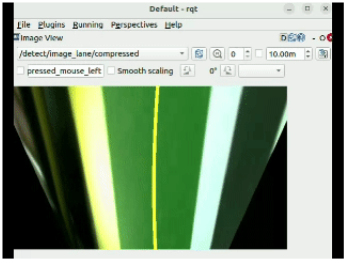 Default - rqt
File Plugins Running Perspectives Help
Image View
/detect/image_lane/compressed 0 10.00m
pressed_mouse_left Smooth scaling 0°